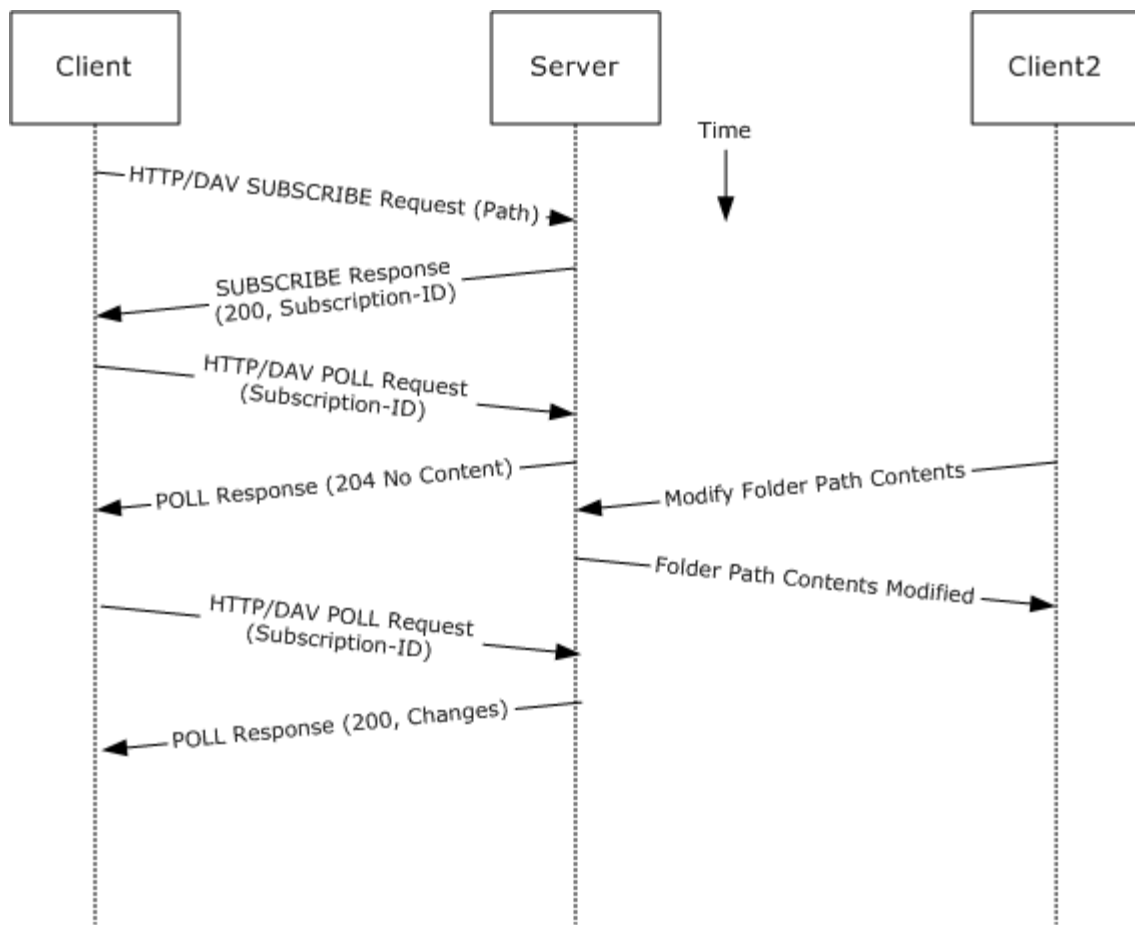 Client
Server
Client2
Time
HTTP/DAV SUBSCRIBE Request (Path)
SUBSCRIBE Response
(200, Subscription-ID)
HTTP/DAV POLL Request
(Subscription-ID)
POLL Response (204 No Content)
Modify Folder Path Contents
Folder Path Contents Modified
HTTP/DAV POLL Request
(Subscription-ID)
POLL Response (200, Changes)